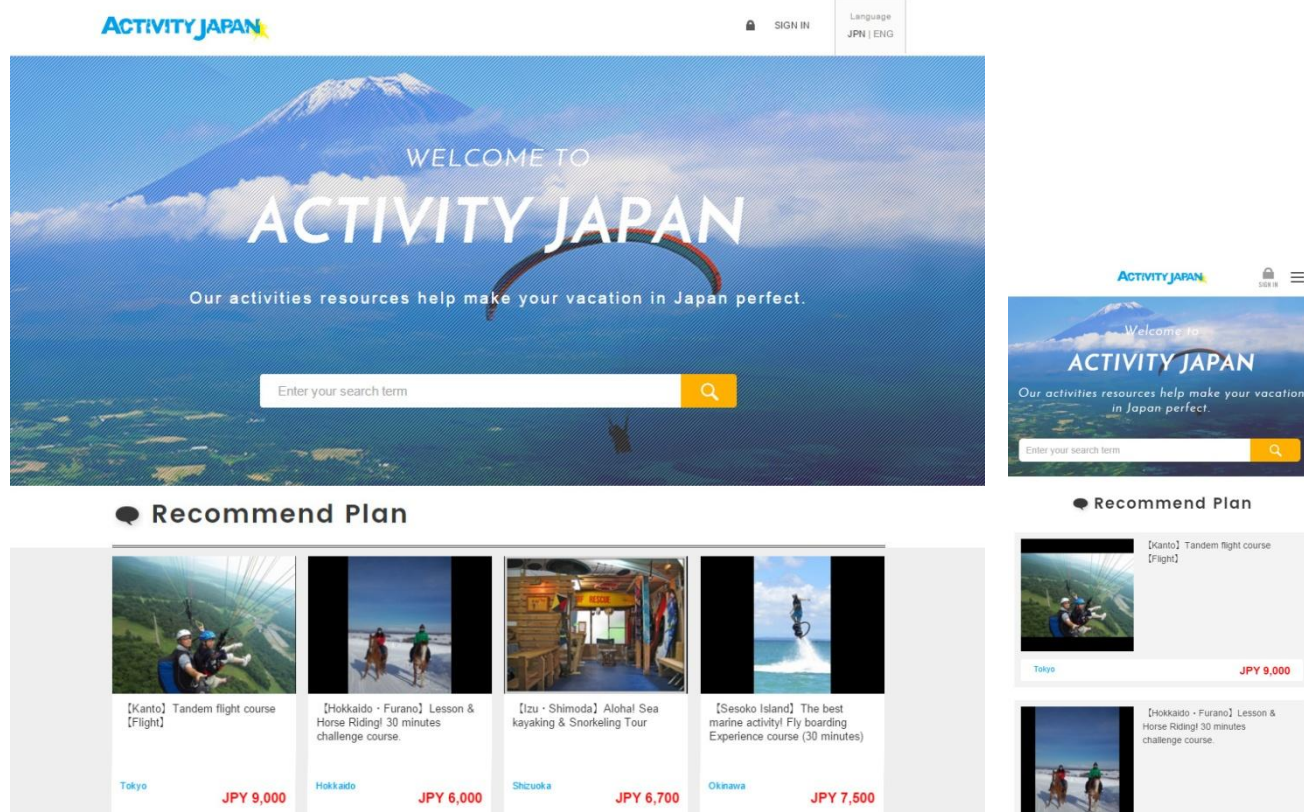 ACTIVITY JAPAN
SIGN IN
Language
JPN | ENG
WELCOME TO
ACTIVITY JAPAN
Our activities resources help make your vacation in Japan perfect.
Enter your search term
Recommend Plan
RESCUE
【Kanto】Tandem flight course
【Flight】
Tokyo
JPY 9,000
【Hokkaido・Furano】Lesson &
Horse Riding! 30 minutes
challenge course.
Hokkaido
JPY 6,000
【Izu・Shimoda】Aloha! Sea
kayaking & Snorkeling Tour
Shizuoka
JPY 6,700
【Sesoko Island】The best
marine activity! Fly boarding
Experience course (30 minutes)
Okinawa
JPY 7,500
ACTIVITY JAPAN
SIGN IN
Welcome to
ACTIVITY JAPAN
Our activities resources help make your vacation
in Japan perfect.
Enter your search term
Recommend Plan
【Kanto】Tandem flight course
【Flight】
Tokyo
JPY 9,000
【Hokkaido・Furano】Lesson &
Horse Riding! 30 minutes
challenge course.